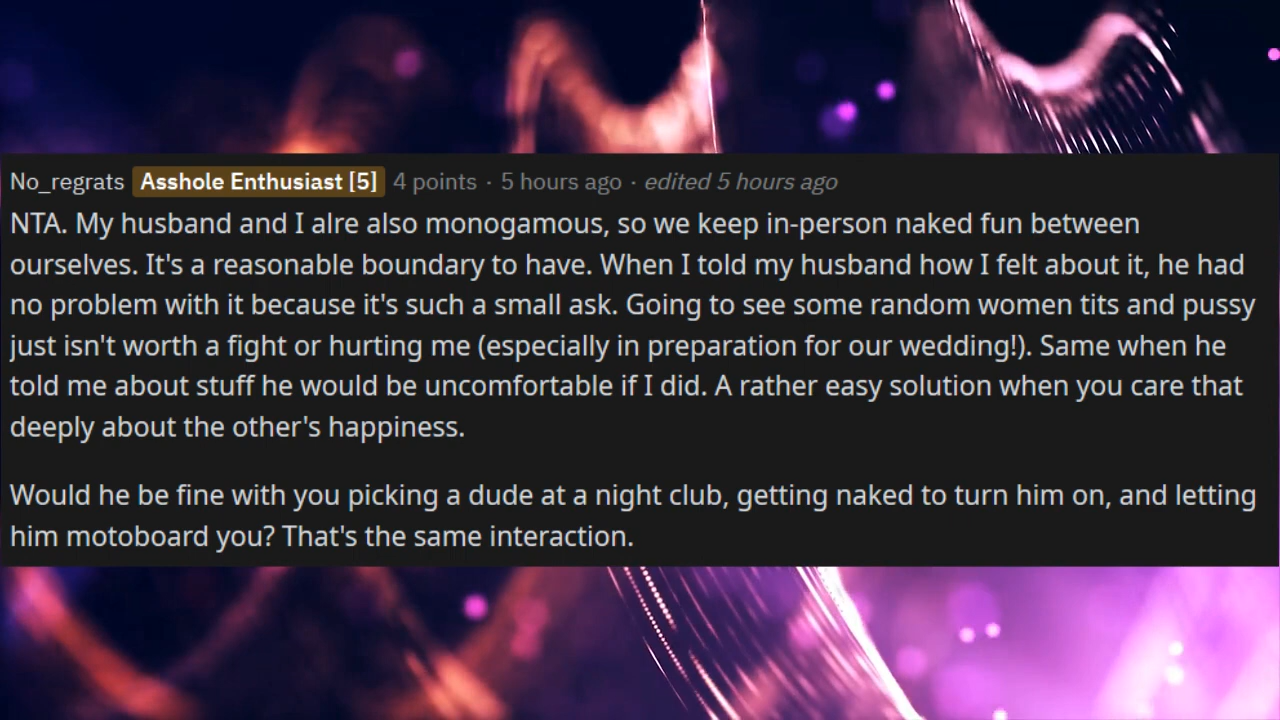 No_regrats Asshole Enthusiast [5] 4 points · 5 hours ago · edited 5 hours ago
NTA. My husband and I alre also monogamous, so we keep in-person naked fun between
ourselves. It's a reasonable boundary to have. When I told my husband how I felt about it, he had
no problem with it because it's such a small ask. Going to see some random women tits and pussy
just isn't worth a fight or hurting me (especially in preparation for our wedding!). Same when he
told me about stuff he would be uncomfortable if I did. A rather easy solution when you care that
deeply about the other's happiness.
Would he be fine with you picking a dude at a night club, getting naked to turn him on, and letting
him motoboard you? That's the same interaction.